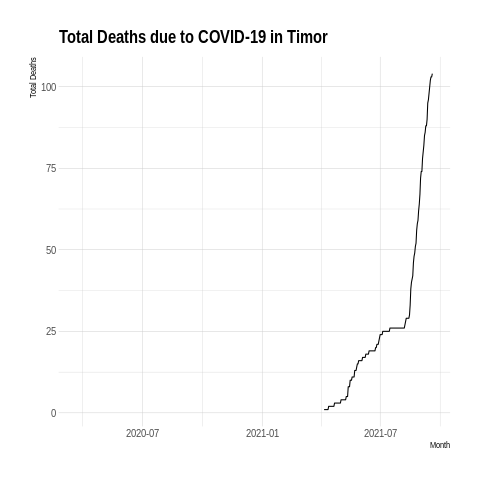 Total Deaths due to COVID-19 in Timor
Total Deaths
100
75
50
25
0
2020-07
2021-01
2021-07
Month